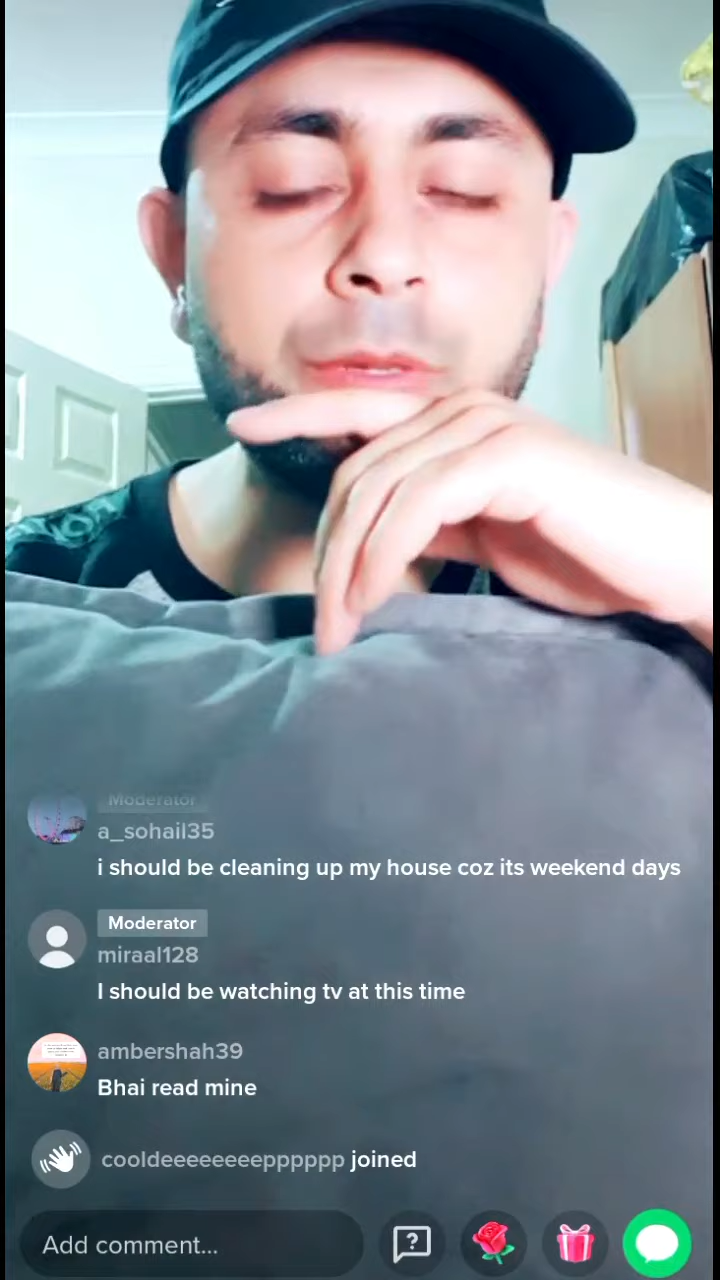 Moderator
a_sohail35
i should be cleaning up my house coz its weekend days
Moderator
miraal128
I should be watching tv at this time
ambershah39
Bhai read mine
cooldeeeeeeeepppppp joined
Add comment...